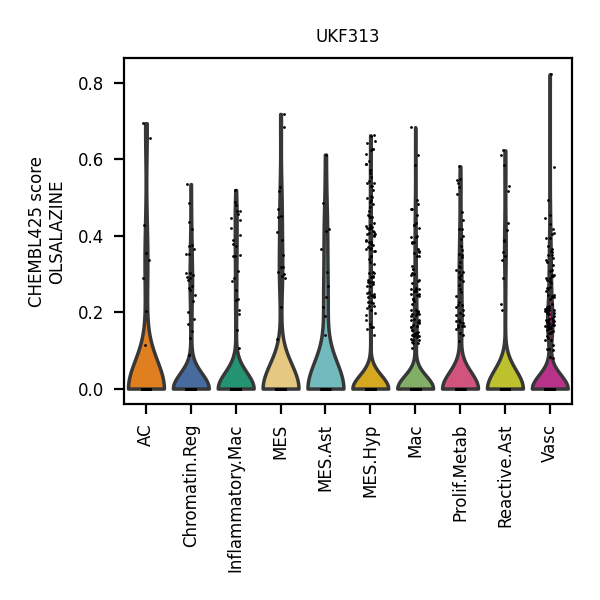 UKF313
CHEMBL425 score
OLSALAZINE
0.8
0.6
0.4
0.2
0.0
AC
Chromatin.Reg
Inflammatory.Mac
MES
MES.Ast
MES.Hyp
Mac
Prolif.Metab
Reactive.Ast
Vasc